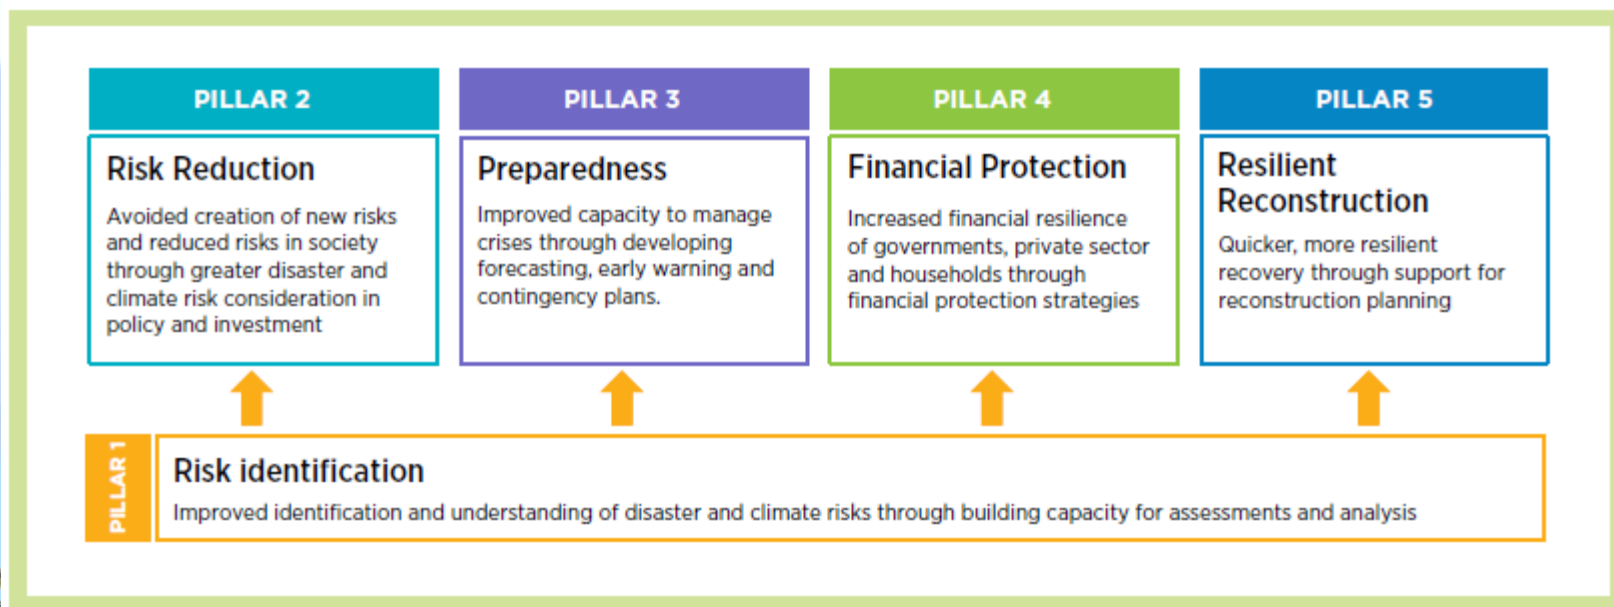 PILLAR 2
Risk Reduction
Avoided creation of new risks
and reduced risks in society
through greater disaster and
climate risk consideration in
policy and investment
PILLAR 3
Preparedness
Improved capacity to manage
crises through developing
forecasting, early warning and
contingency plans.
PILLAR 4
Financial Protection
Increased financial resilience
of governments, private sector
and households through
financial protection strategies
PILLAR 5
Resilient
Reconstruction
Quicker, more resilient
recovery through support for
reconstruction planning
PILLAR 1
Risk identification
Improved identification and understanding of disaster and climate risks through building capacity for assessments and analysis